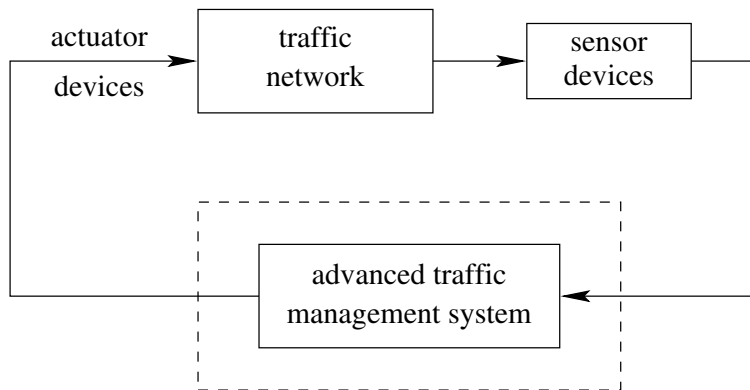 actuator
devices
traffic
network
sensor
devices
advanced traffic
management system